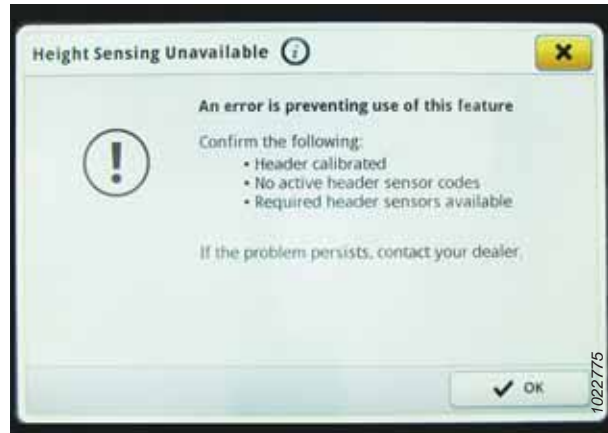 Height Sensing Unavailable
An error is preventing use of this feature
Confirm the following:
• Header calibrated
• No active header sensor codes
• Required header sensors available
If the problem persists, contact your dealer.
OK
1022775